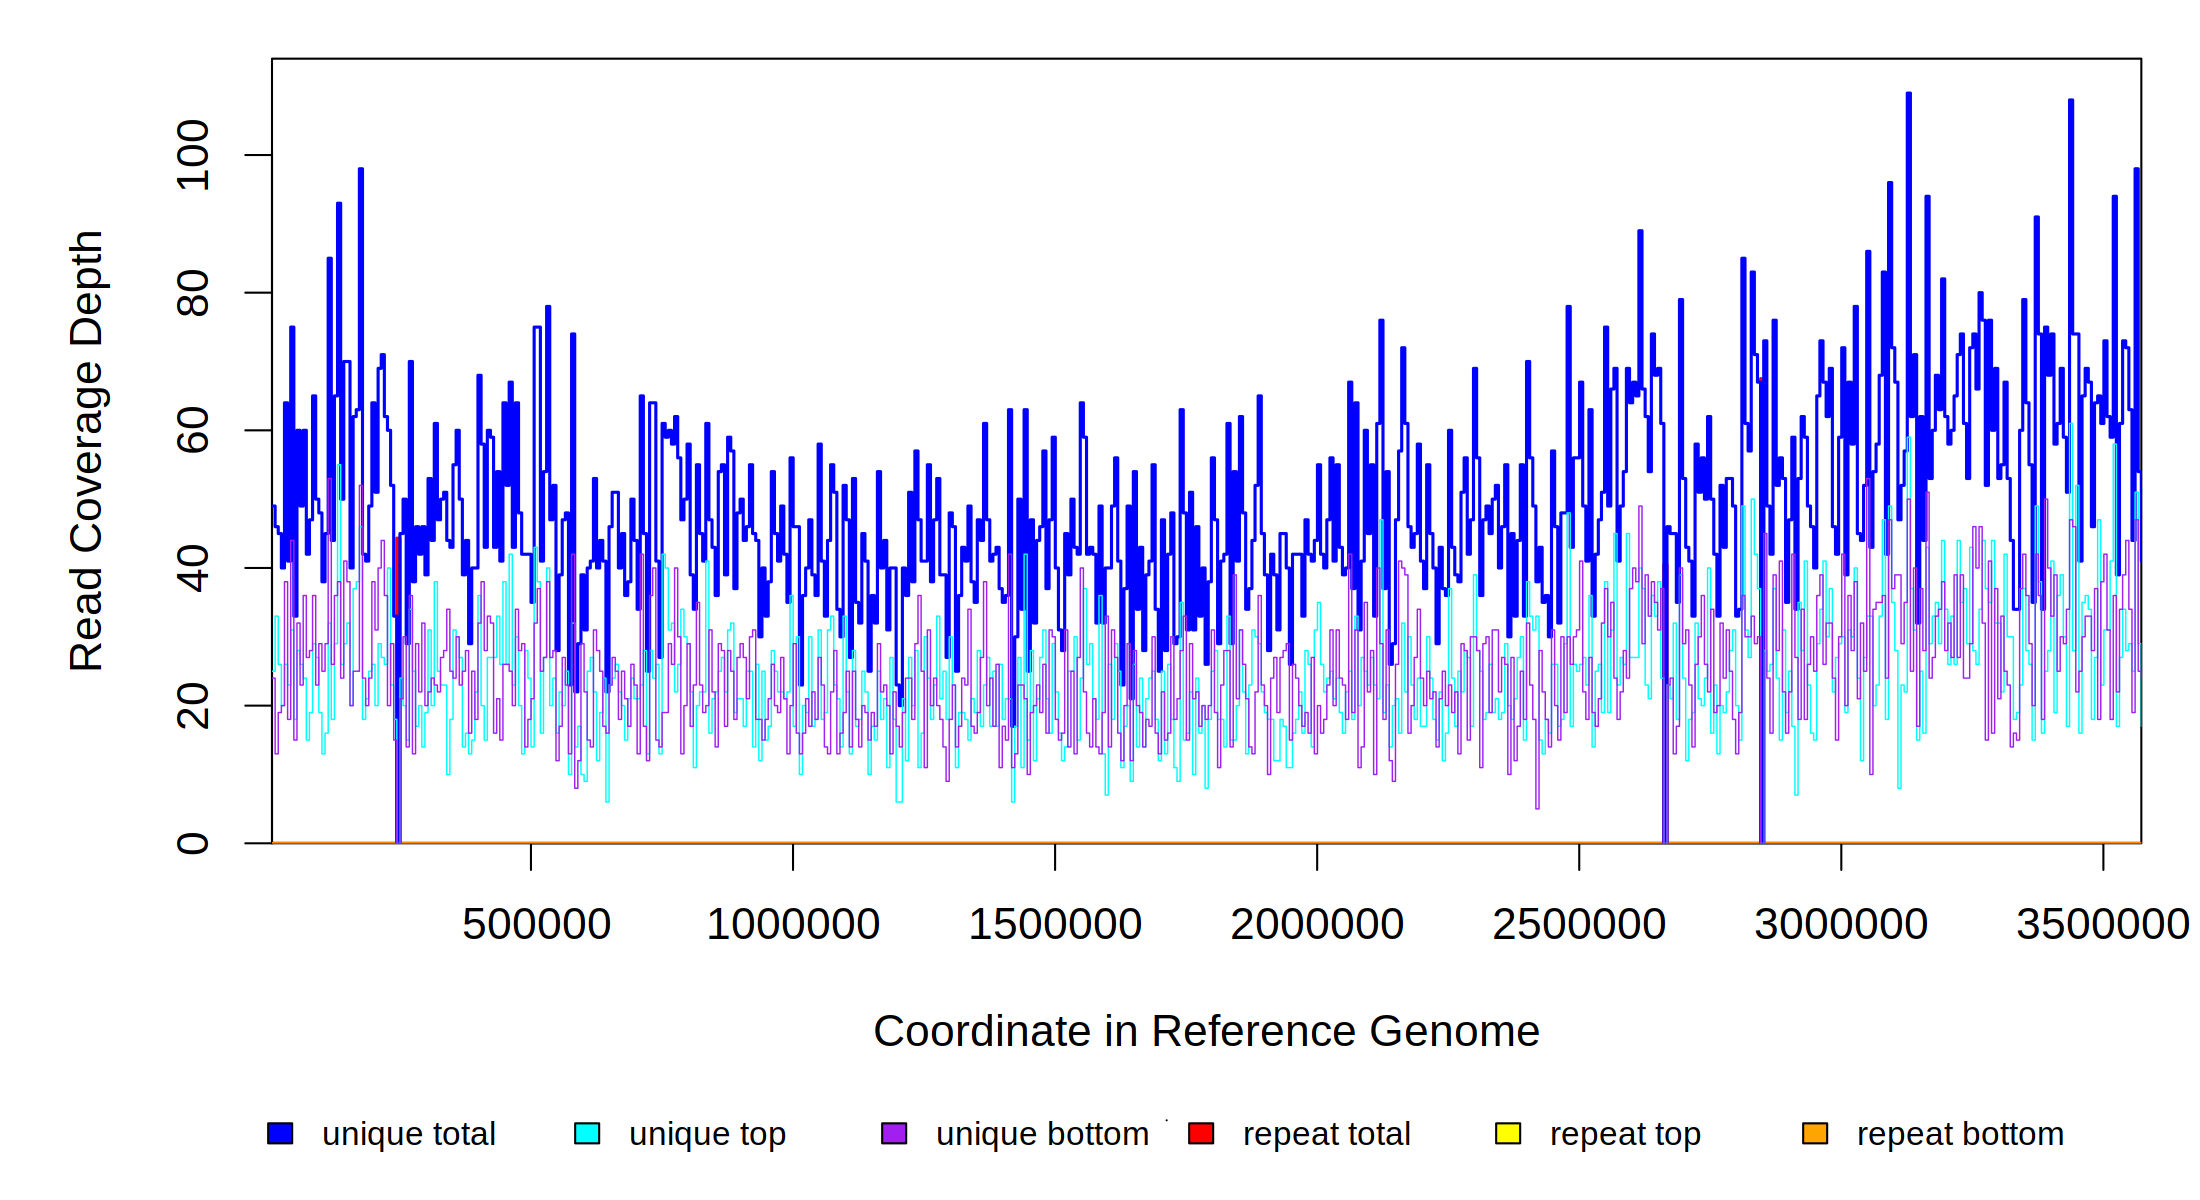 Read Coverage Depth
100
80
60
40
20
0
500000 1000000 1500000 2000000 2500000 3000000 3500000
Coordinate in Reference Genome
unique total unique top unique bottom repeat total repeat top repeat bottom